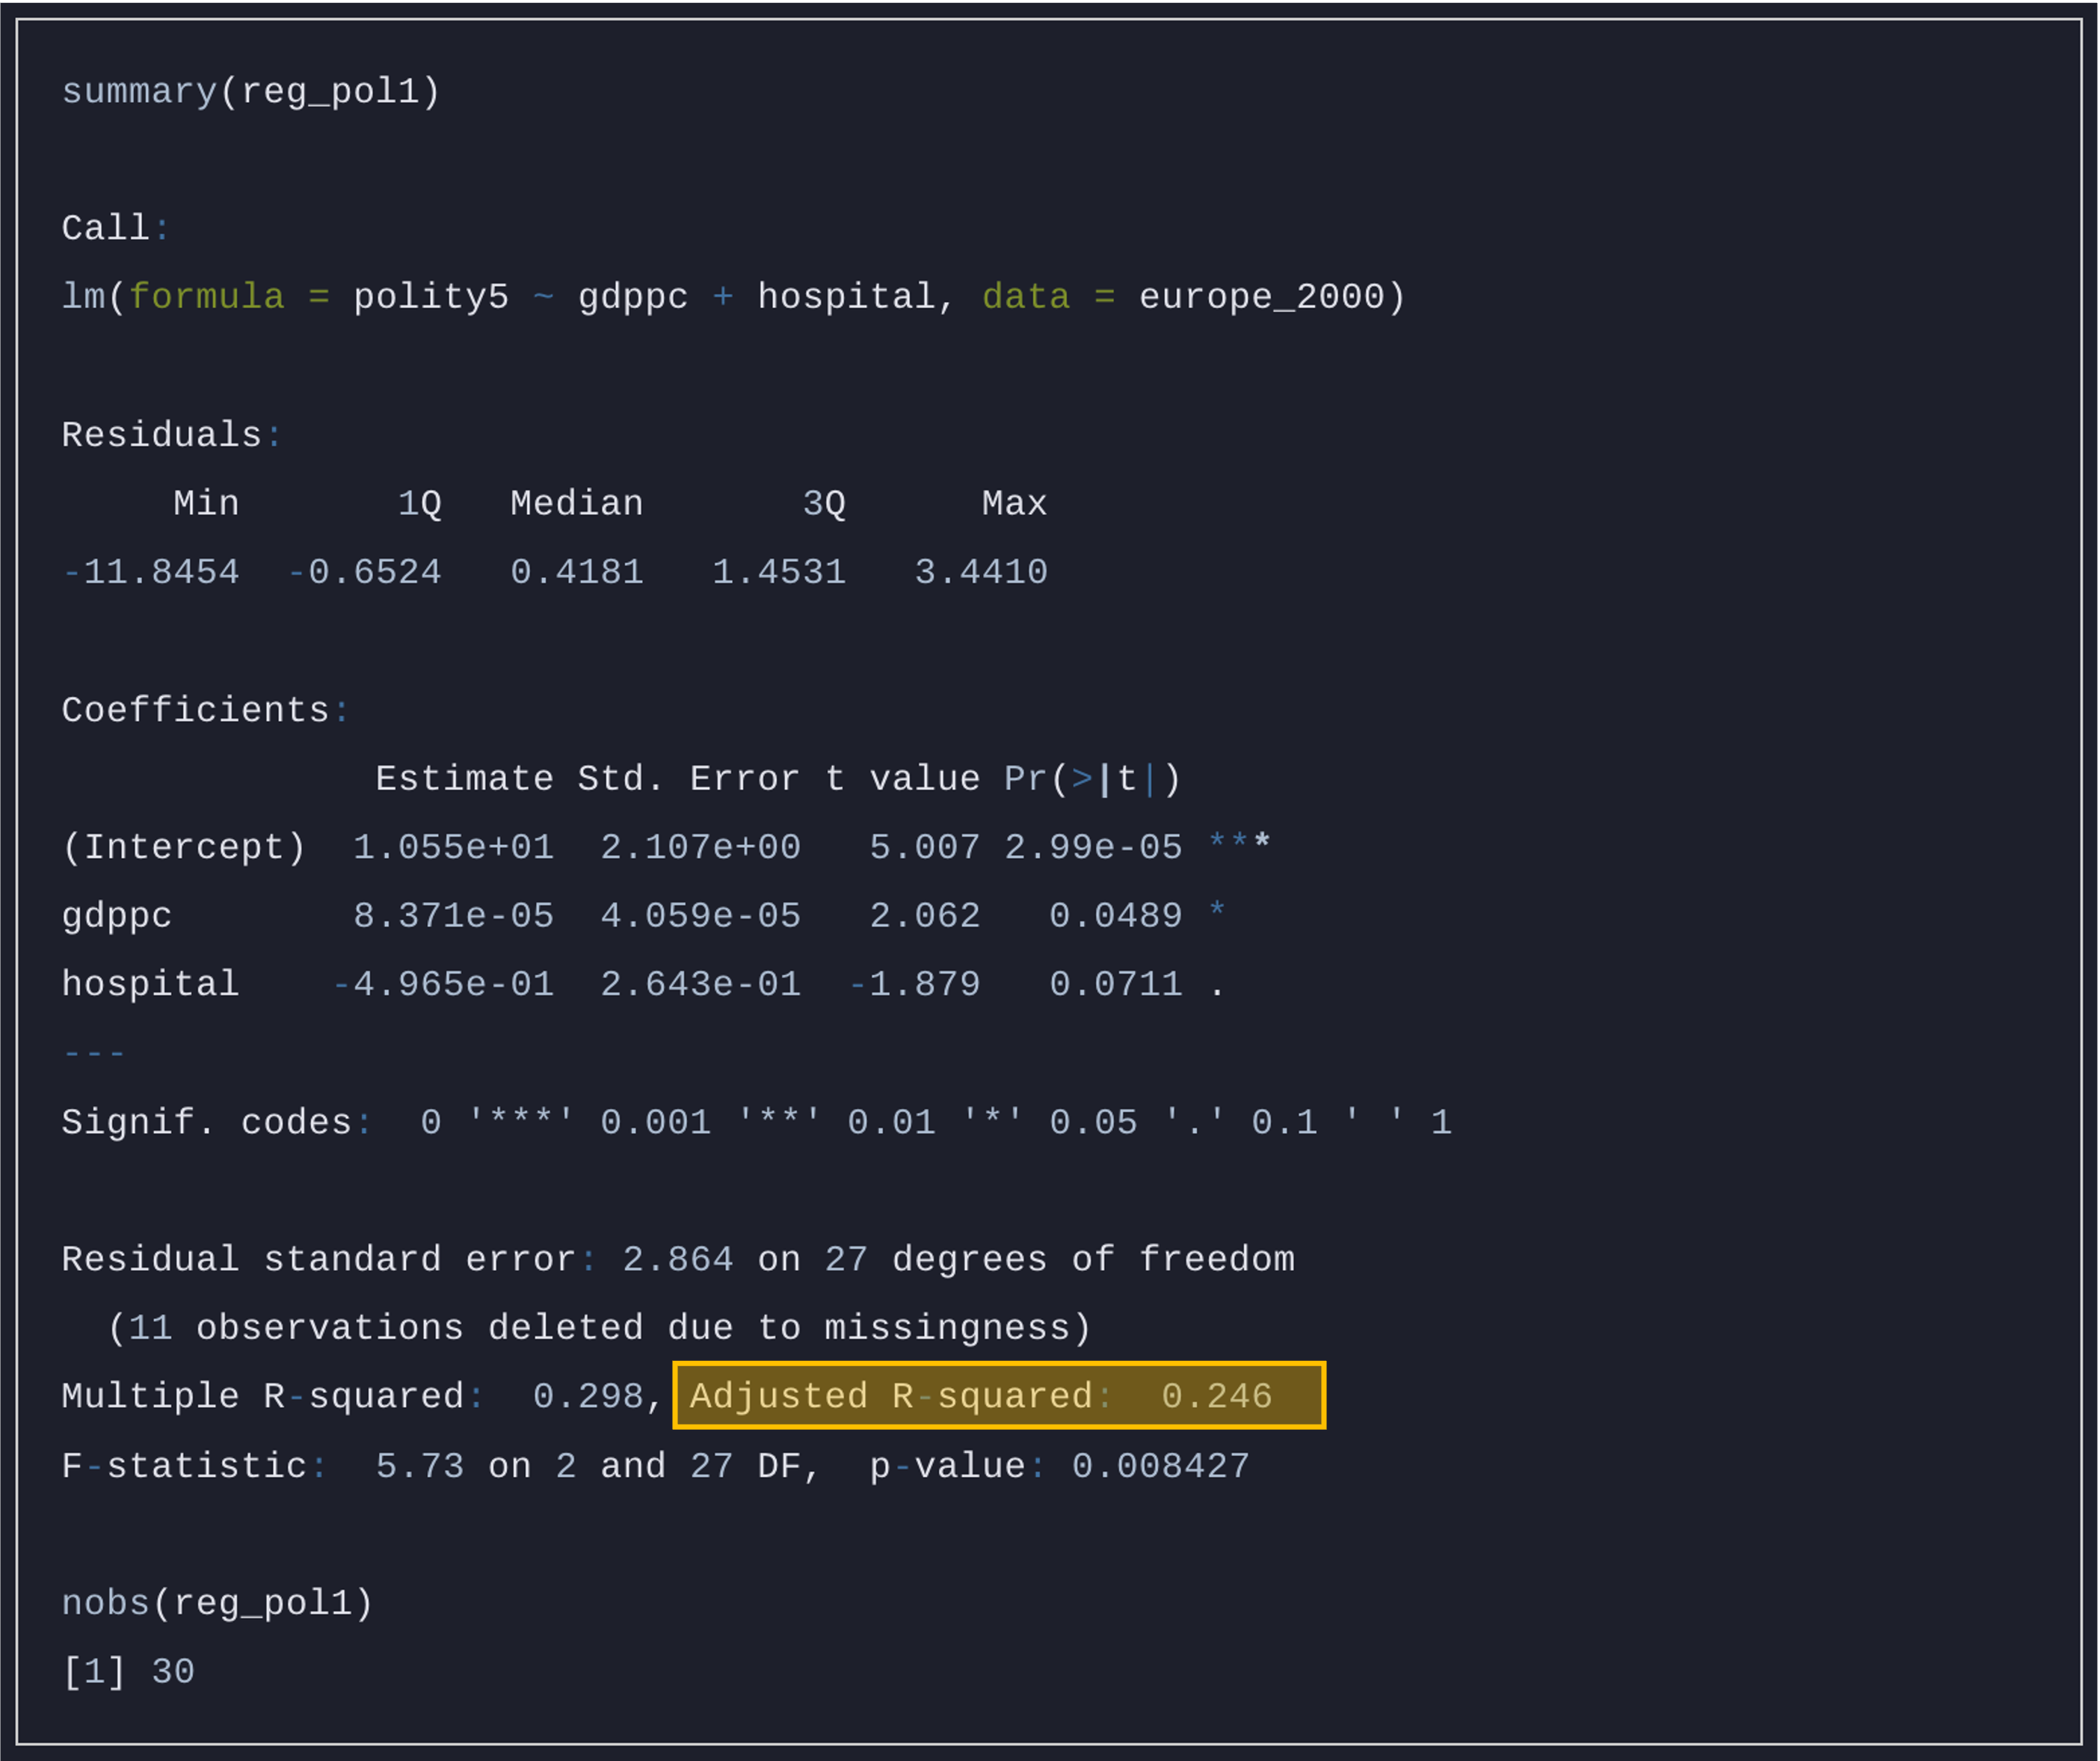 summary(reg_pol1)
Call:
lm(formula = polity5 ~ gdppc + hospital, data = europe_2000)
Residuals:
     Min       1Q   Median       3Q      Max
-11.8454  -0.6524   0.4181   1.4531   3.4410
Coefficients:
              Estimate Std. Error t value Pr(>|t|)
(Intercept)  1.055e+01  2.107e+00   5.007 2.99e-05 ***
gdppc        8.371e-05  4.059e-05   2.062   0.0489 *
hospital    -4.965e-01  2.643e-01  -1.879   0.0711 .
---
Signif. codes:  0 '***' 0.001 '**' 0.01 '*' 0.05 '.' 0.1 ' ' 1
Residual standard error: 2.864 on 27 degrees of freedom
  (11 observations deleted due to missingness)
Multiple R-squared:  0.298, Adjusted R-squared:  0.246
F-statistic:  5.73 on 2 and 27 DF,  p-value: 0.008427
nobs(reg_pol1)
[1] 30